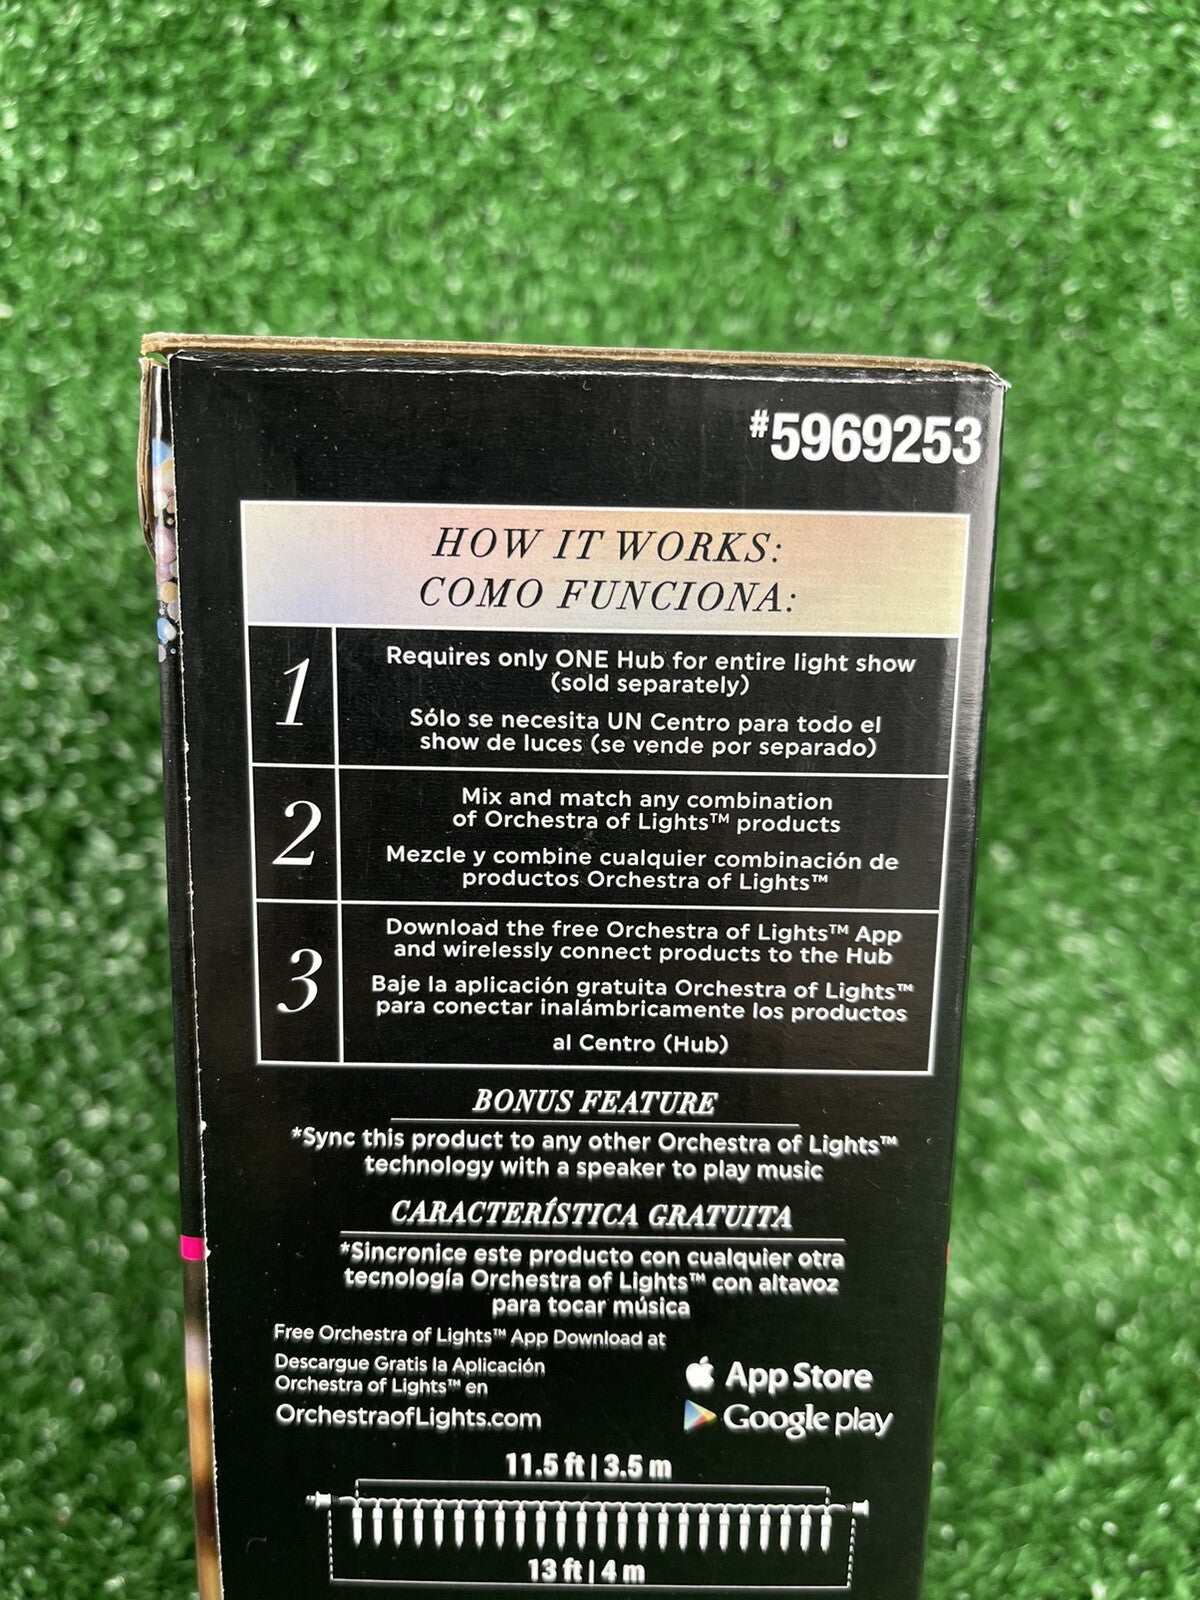 #5969253
HOW IT WORKS:
COMO FUNCIONA:
1
Requires only ONE Hub for entire light show
(sold separately)
Sólo se necesita UN Centro para todo el
show de luces (se vende por separado)
2
Mix and match any combination
of Orchestra of Lights™ products
Mezcle y combine cualquier combinación de
productos Orchestra of Lights™
3
Download the free Orchestra of Lights™ App
and wirelessly connect products to the Hub
Baje la aplicación gratuita Orchestra of Lights™
para conectar inalámbricamente los productos
al Centro (Hub)
BONUS FEATURE
*Sync this product to any other Orchestra of Lights™
technology with a speaker to play music
CARACTERÍSTICA GRATUITA
*Sincronice este producto con cualquier otra
tecnología Orchestra of Lights™ con altavoz
para tocar música
Free Orchestra of Lights™ App Download at
Descargue Gratis la Aplicación
Orchestra of Lights™ en
OrchestraofLights.com
App Store
Google play
11.5 ft | 3.5 m
13 ft | 4 m